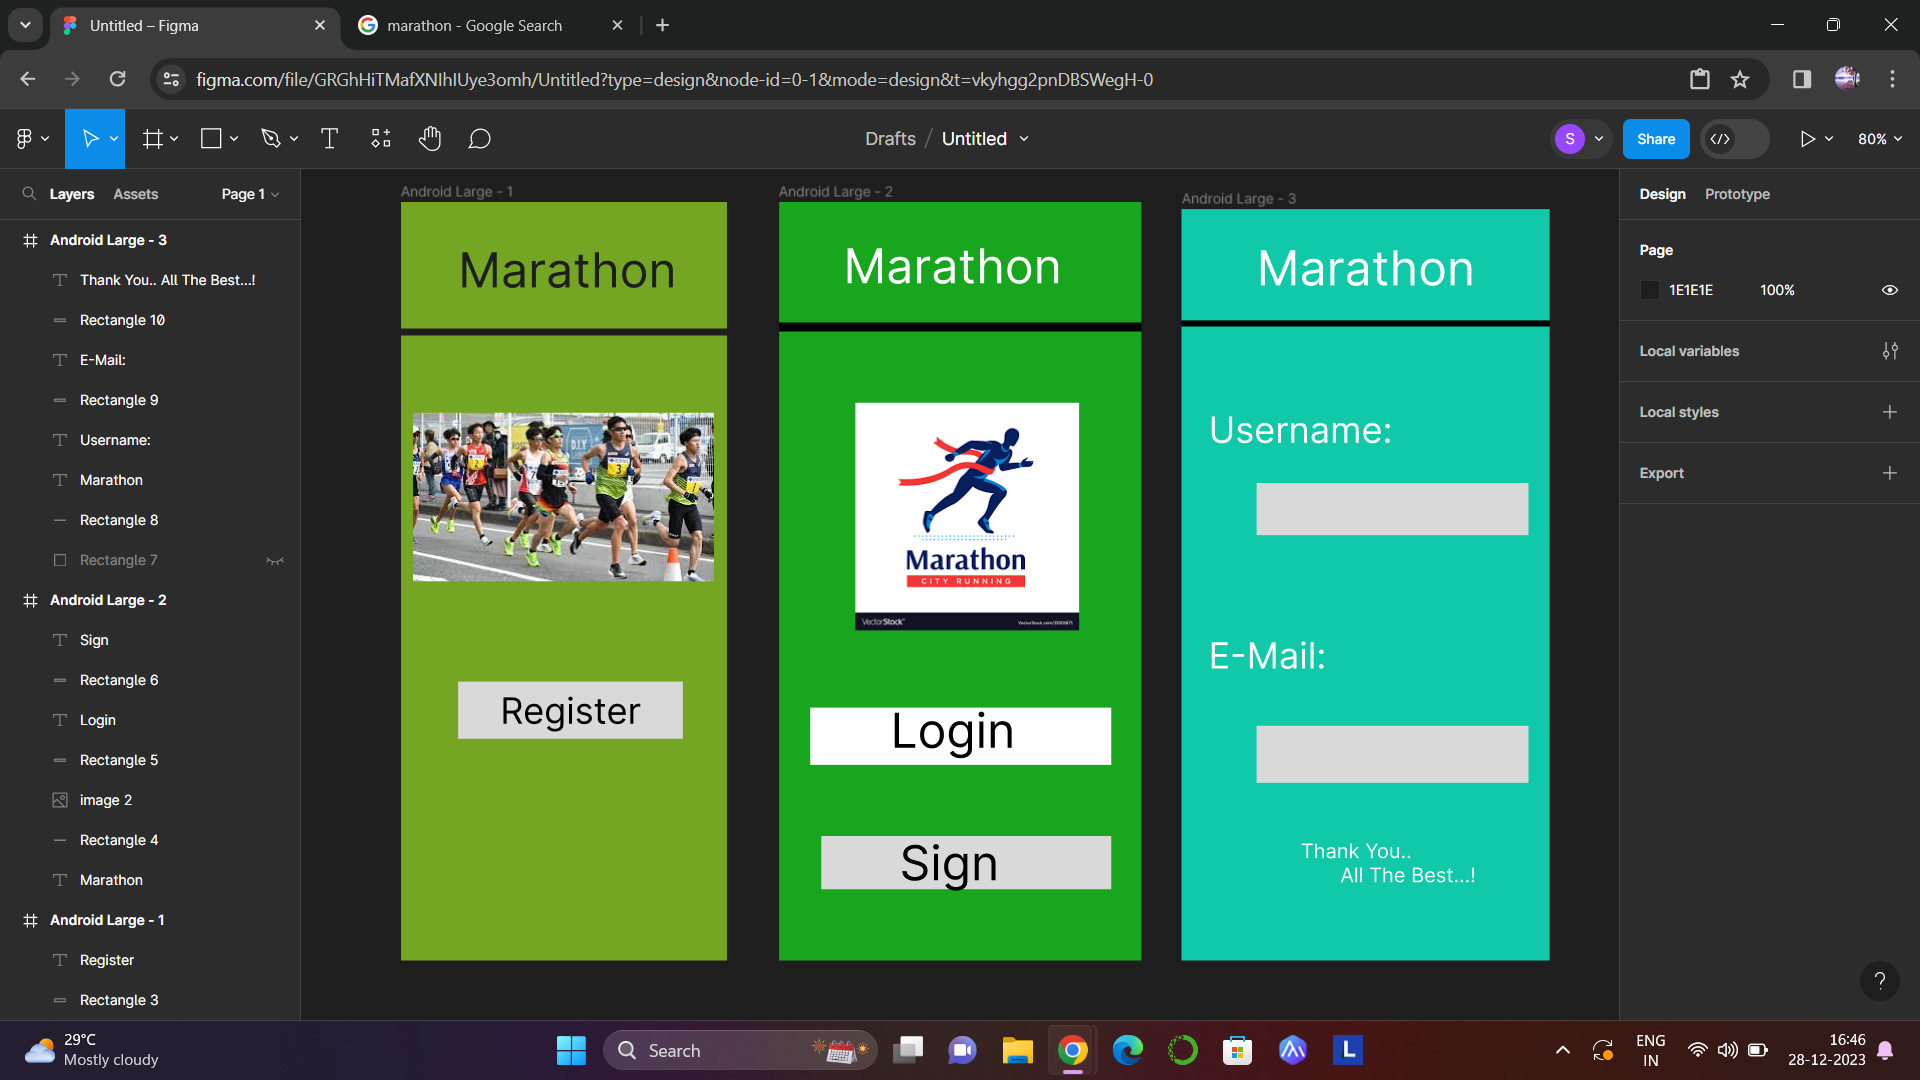 Untitled – Figma
marathon - Google Search
figma.com/file/GRGhHiTMafXNIhlUye3omh/Untitled?type=design&node-id=0-1&mode=design&t=vkyhgg2pnDBSWegH-0
Drafts / Untitled
S
Share
80%
Layers
Assets
Page 1
Android Large - 3
Thank You.. All The Best...!
Rectangle 10
E-Mail:
Rectangle 9
Username:
Marathon
Rectangle 8
Rectangle 7
Android Large - 2
Sign
Rectangle 6
Login
Rectangle 5
image 2
Rectangle 4
Marathon
Android Large - 1
Register
Rectangle 3
Android Large - 1
Marathon
Register
Android Large - 2
Marathon
Marathon
CITY RUNNING
VectorStock
Login
Sign
Android Large - 3
Marathon
Username:
E-Mail:
Thank You..
All The Best...!
Design
Prototype
Page
1E1E1E
100%
Local variables
Local styles
Export
?
29°C
Mostly cloudy
Search
L
ENG
IN
16:46
28-12-2023